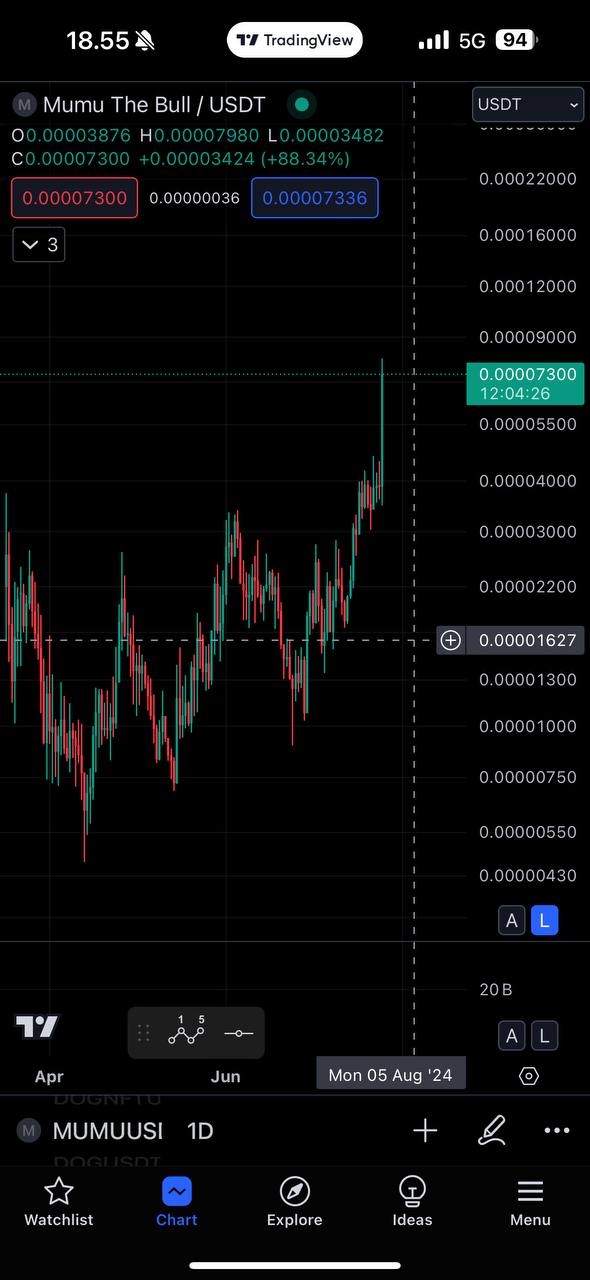 18.55
TradingView
5G 94
M Mumu The Bull / USDT
USDT
O0.00003876 H0.00007980 L0.00003482
C0.00007300 +0.00003424 (+88.34%)
0.00007300 0.00000036 0.00007336
3
0.00022000
0.00016000
0.00012000
0.00009000
0.00007300
12:04:26
0.00005500
0.00004000
0.00003000
0.00002200
0.00001627
0.00001300
0.00001000
0.00000750
0.00000550
0.00000430
A L
20B
1 5
A L
Apr Jun Mon 05 Aug '24
M MUMUUSI 1D
Watchlist Chart Explore Ideas Menu